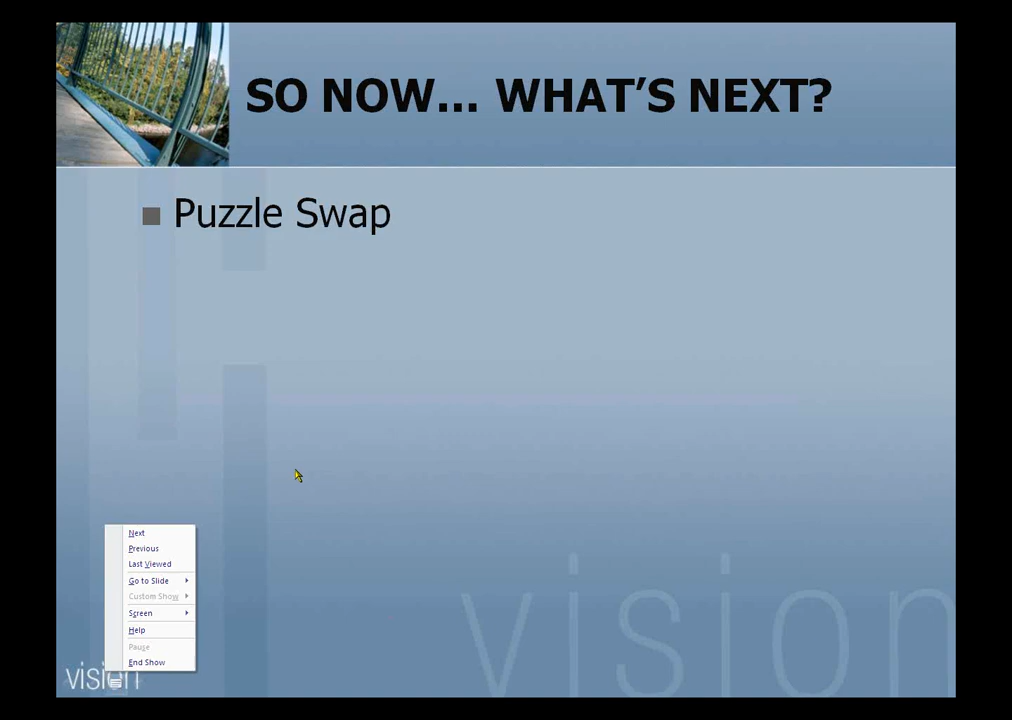 SO NOW... WHAT'S NEXT?
Puzzle Swap
Next
Previous
Last Viewed
Go to Slide
Custom Show
Screen
Help
Pause
End Show
vision
vision